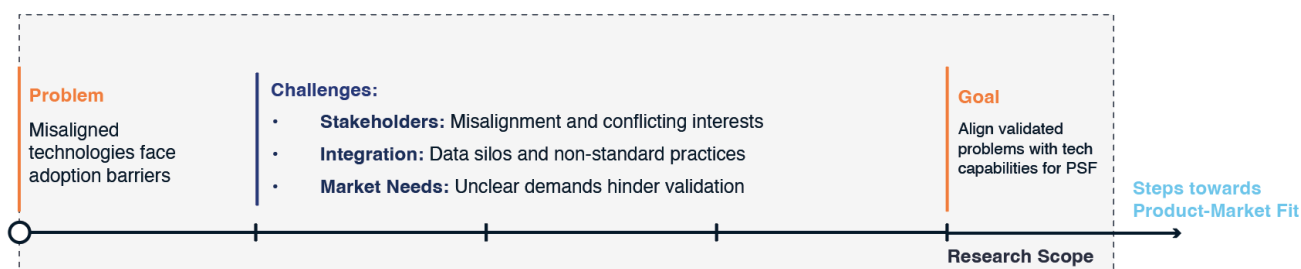 Problem
Misaligned
technologies face
adoption barriers
Challenges:
• Stakeholders: Misalignment and conflicting interests
• Integration: Data silos and non-standard practices
• Market Needs: Unclear demands hinder validation
Goal
Align validated
problems with tech
capabilities for PSF
Steps towards
Product-Market Fit
Research Scope